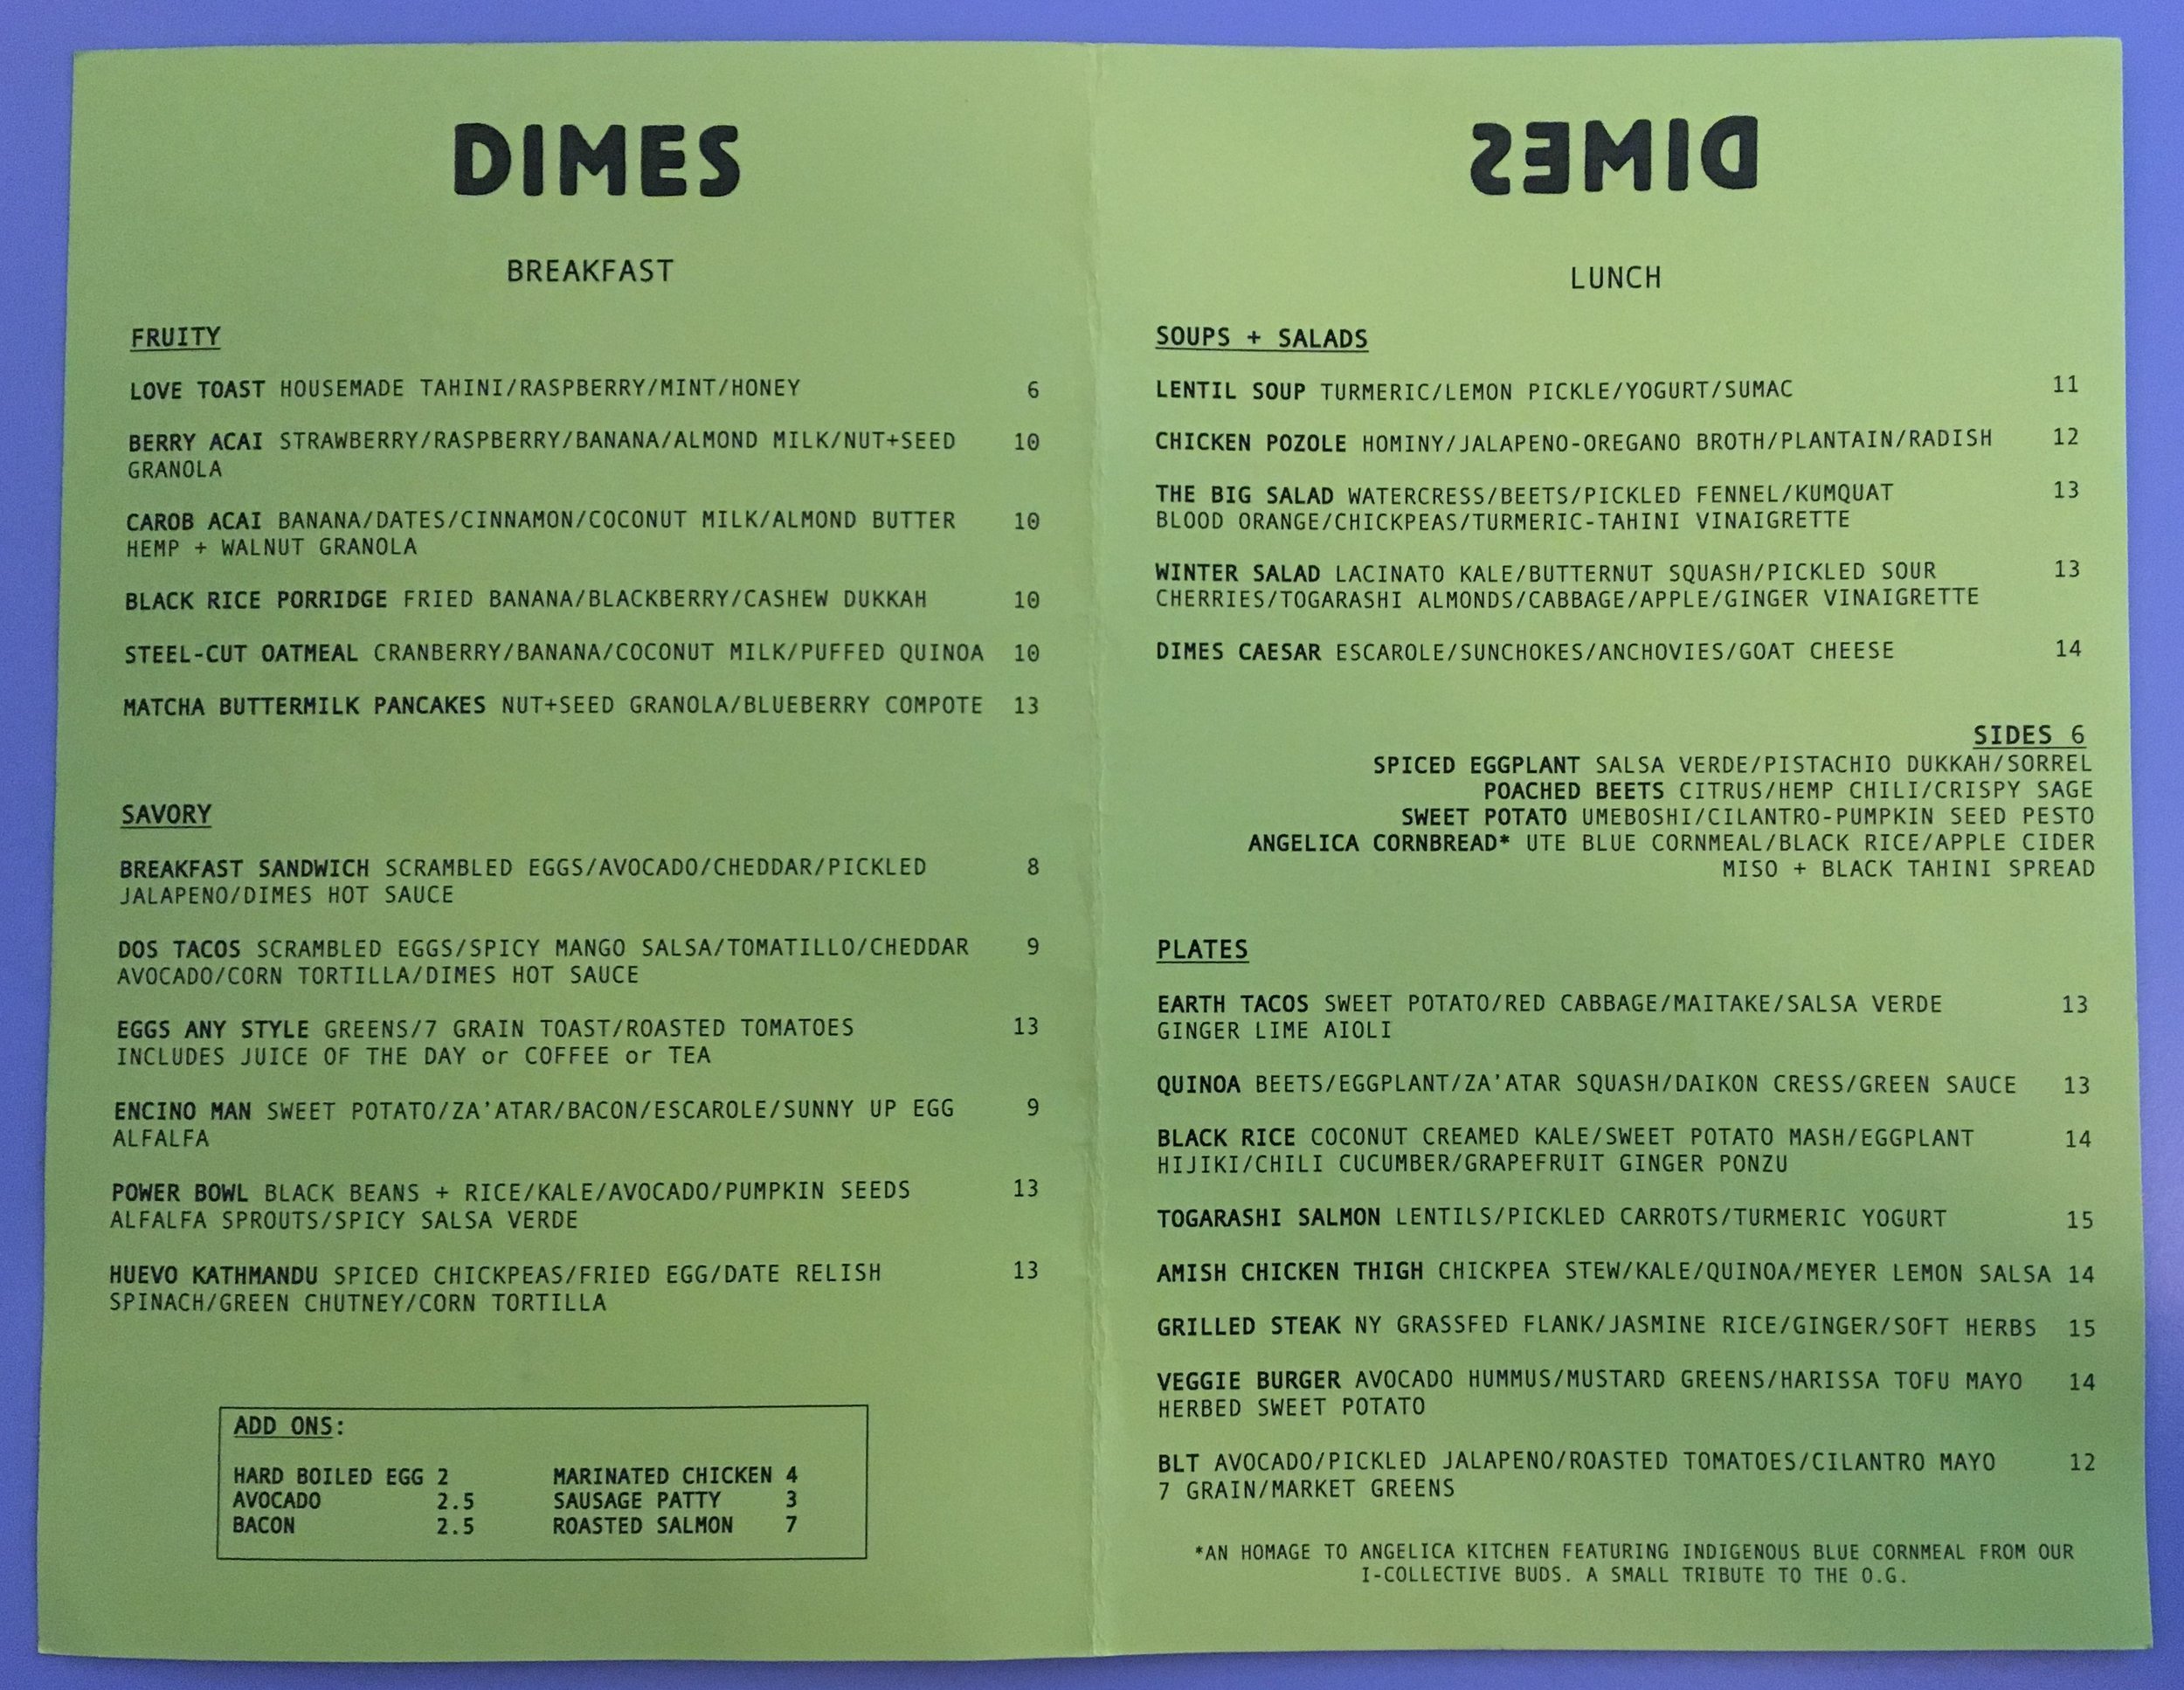 DIMES
BREAKFAST
FRUITY
LOVE TOAST HOUSEMADE TAHINI/RASPBERRY/MINT/HONEY 6
BERRY ACAI STRAWBERRY/RASPBERRY/BANANA/ALMOND MILK/NUT+SEED 10
GRANOLA
CAROB ACAI BANANA/DATES/CINNAMON/COCONUT MILK/ALMOND BUTTER 10
HEMP + WALNUT GRANOLA
BLACK RICE PORRIDGE FRIED BANANA/BLACKBERRY/CASHEW DUKKAH 10
STEEL-CUT OATMEAL CRANBERRY/BANANA/COCONUT MILK/PUFFED QUINOA 10
MATCHA BUTTERMILK PANCAKES NUT+SEED GRANOLA/BLUEBERRY COMPOTE 13
SAVORY
BREAKFAST SANDWICH SCRAMBLED EGGS/AVOCADO/CHEDDAR/PICKLED 8
JALAPENO/DIMES HOT SAUCE
DOS TACOS SCRAMBLED EGGS/SPICY MANGO SALSA/TOMATILLO/CHEDDAR 9
AVOCADO/CORN TORTILLA/DIMES HOT SAUCE
EGGS ANY STYLE GREENS/7 GRAIN TOAST/ROASTED TOMATOES 13
INCLUDES JUICE OF THE DAY or COFFEE or TEA
ENCINO MAN SWEET POTATO/ZA'ATAR/BACON/ESCAROLE/SUNNY UP EGG 9
ALFALFA
POWER BOWL BLACK BEANS + RICE/KALE/AVOCADO/PUMPKIN SEEDS 13
ALFALFA SPROUTS/SPICY SALSA VERDE
HUEVO KATHMANDU SPICED CHICKPEAS/FRIED EGG/DATE RELISH 13
SPINACH/GREEN CHUTNEY/CORN TORTILLA
ADD ONS:
HARD BOILED EGG 2 MARINATED CHICKEN 4
AVOCADO 2.5 SAUSAGE PATTY 3
BACON 2.5 ROASTED SALMON 7
DIMES
LUNCH
SOUPS + SALADS
LENTIL SOUP TURMERIC/LEMON PICKLE/YOGURT/SUMAC 11
CHICKEN POZOLE HOMINY/JALAPENO-OREGANO BROTH/PLANTAIN/RADISH 12
THE BIG SALAD WATERCRESS/BEETS/PICKLED FENNEL/KUMQUAT 13
BLOOD ORANGE/CHICKPEAS/TURMERIC-TAHINI VINAIGRETTE
WINTER SALAD LACINATO KALE/BUTTERNUT SQUASH/PICKLED SOUR 13
CHERRIES/TOGARASHI ALMONDS/CABBAGE/APPLE/GINGER VINAIGRETTE
DIMES CAESAR ESCAROLE/SUNCHOKES/ANCHOVIES/GOAT CHEESE 14
SIDES 6
SPICED EGGPLANT SALSA VERDE/PISTACHIO DUKKAH/SORREL
POACHED BEETS CITRUS/HEMP CHILI/CRISPY SAGE
SWEET POTATO UMEBOSHI/CILANTRO-PUMPKIN SEED PESTO
ANGELICA CORNBREAD* UTE BLUE CORNMEAL/BLACK RICE/APPLE CIDER
MISO + BLACK TAHINI SPREAD
PLATES
EARTH TACOS SWEET POTATO/RED CABBAGE/MAITAKE/SALSA VERDE 13
GINGER LIME AIOLI
QUINOA BEETS/EGGPLANT/ZA'ATAR SQUASH/DAIKON CRESS/GREEN SAUCE 13
BLACK RICE COCONUT CREAMED KALE/SWEET POTATO MASH/EGGPLANT 14
HIJIKI/CHILI CUCUMBER/GRAPEFRUIT GINGER PONZU
TOGARASHI SALMON LENTILS/PICKLED CARROTS/TURMERIC YOGURT 15
AMISH CHICKEN THIGH CHICKPEA STEW/KALE/QUINOA/MEYER LEMON SALSA 14
GRILLED STEAK NY GRASSFED FLANK/JASMINE RICE/GINGER/SOFT HERBS 15
VEGGIE BURGER AVOCADO HUMMUS/MUSTARD GREENS/HARISSA TOFU MAYO 14
HERBED SWEET POTATO
BLT AVOCADO/PICKLED JALAPENO/ROASTED TOMATOES/CILANTRO MAYO 12
7 GRAIN/MARKET GREENS
*AN HOMAGE TO ANGELICA KITCHEN FEATURING INDIGENOUS BLUE CORNMEAL FROM OUR
I-COLLECTIVE BUDS. A SMALL TRIBUTE TO THE O.G.